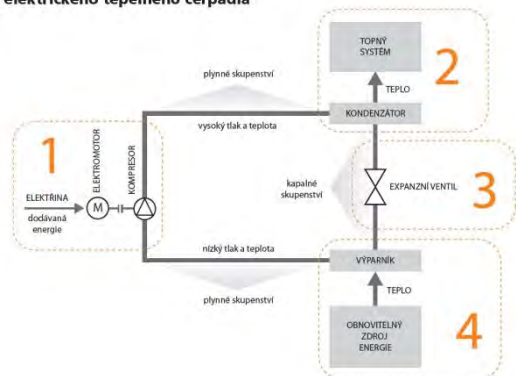 elektrického tepelného čerpadla
TOPNÝ
SYSTÉM
2
TEPLO
plynné skupenství
KONDENZÁTOR
vysoký tlak a teplota
1
ELEKTROMOTOR
KOMPRESOR
ELEKTŘINA
M
dodávaná
energie
kapalné
skupenství
EXPANZNÍ VENTIL
3
nízký tlak a teplota
VÝPARNÍK
plynné skupenství
TEPLO
4
OBNOVITELNÝ
ZDROJ
ENERGIE